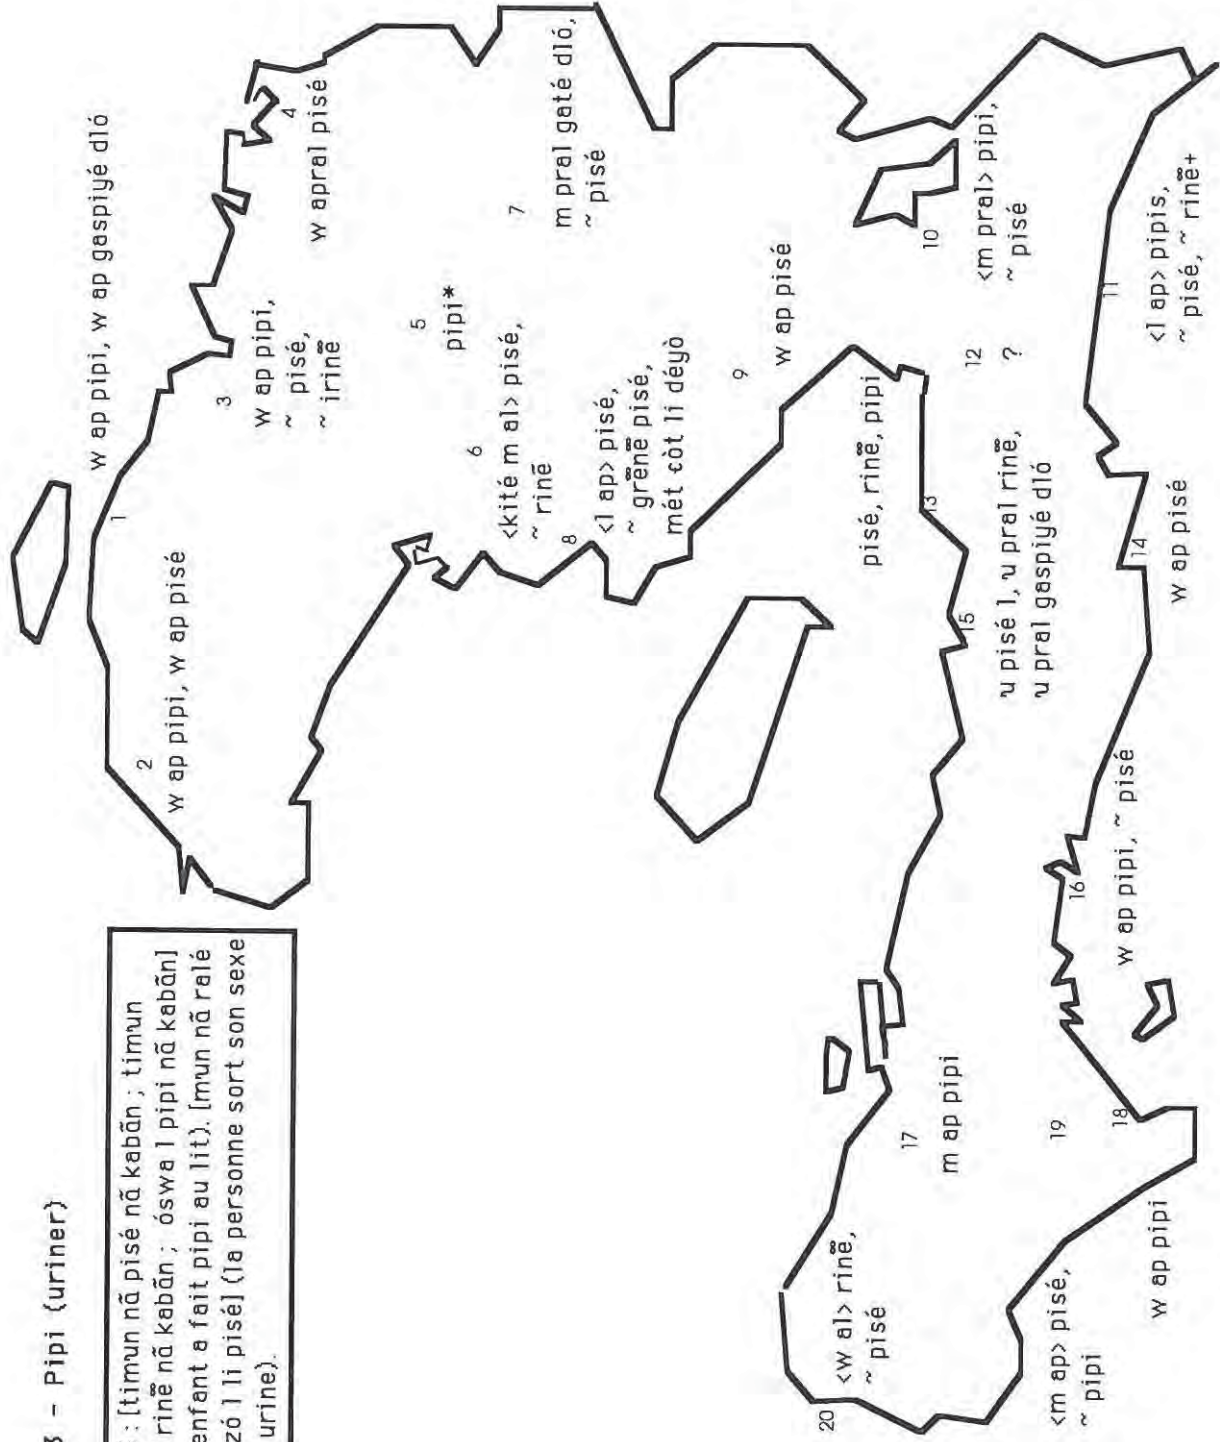 3 – Pipi (uriner)
: [timun nã pisé nã kabãn ; timun
rinẽ nã kabãn ; óswa l pipi nã kabãn]
enfant a fait pipi au lit). [mun nã ralé
zó l li pisé] (la personne sort son sexe
urine).
1
w ap pipi, w ap gaspiyé dló
2
w ap pipi, w ap pisé
3
w ap pipi,
~ pisé,
~ irinẽ
4
w apral pisé
5
pipi*
6
<kité m al> pisé,
~ rinẽ
7
m pral gaté dló,
~ pisé
8
<l ap> pisé,
~ grẽnẽ pisé,
mét còt li déyò
9
w ap pisé
10
<m pral> pipi,
~ pisé
11
<l ap> pipis,
~ pisé, ~ rinẽ+
12
?
13
pisé, rinẽ, pipi
14
w ap pisé
15
u pisé l, u pral rinẽ,
u pral gaspiyé dló
16
w ap pipi, ~ pisé
17
m ap pipi
18
w ap pipi
19
<m ap> pisé,
~ pipi
20
<w al> rinẽ,
~ pisé